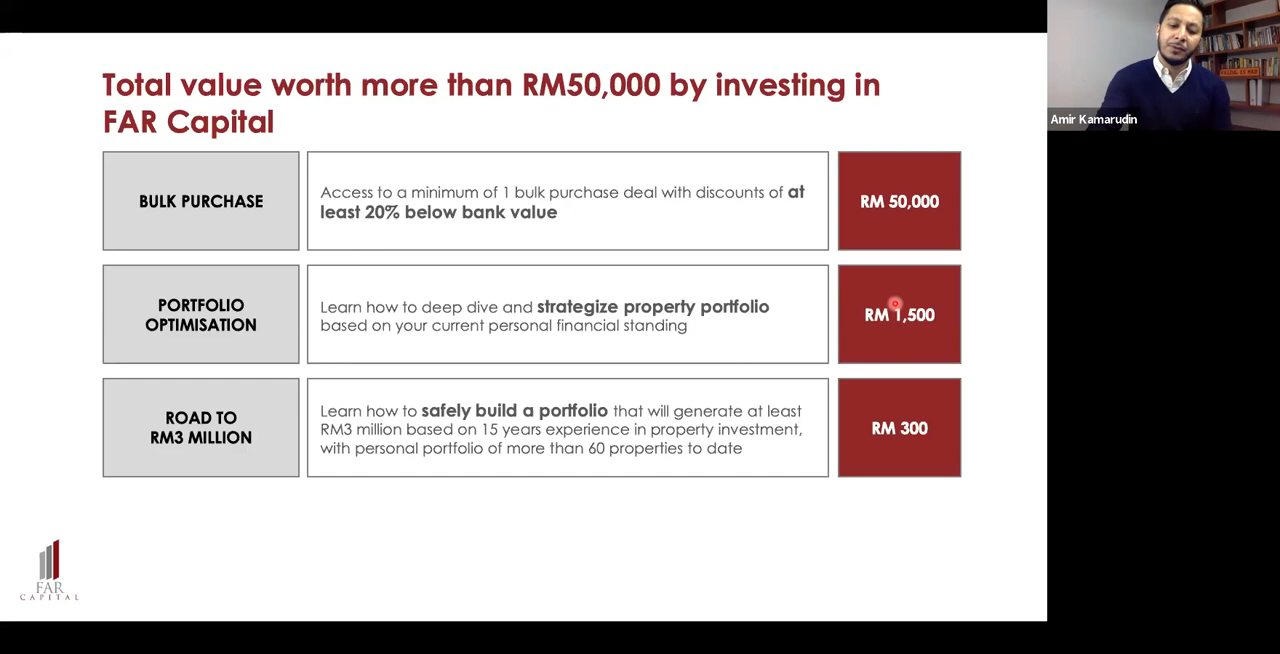 Total value worth more than RM50,000 by investing in
FAR Capital
BULK PURCHASE
Access to a minimum of 1 bulk purchase deal with discounts of at
least 20% below bank value
RM 50,000
PORTFOLIO
OPTIMISATION
Learn how to deep dive and strategize property portfolio
based on your current personal financial standing
RM 1,500
ROAD TO
RM3 MILLION
Learn how to safely build a portfolio that will generate at least
RM3 million based on 15 years experience in property investment,
with personal portfolio of more than 60 properties to date
RM 300
FAR
CAPITAL
Amir Kamarudin